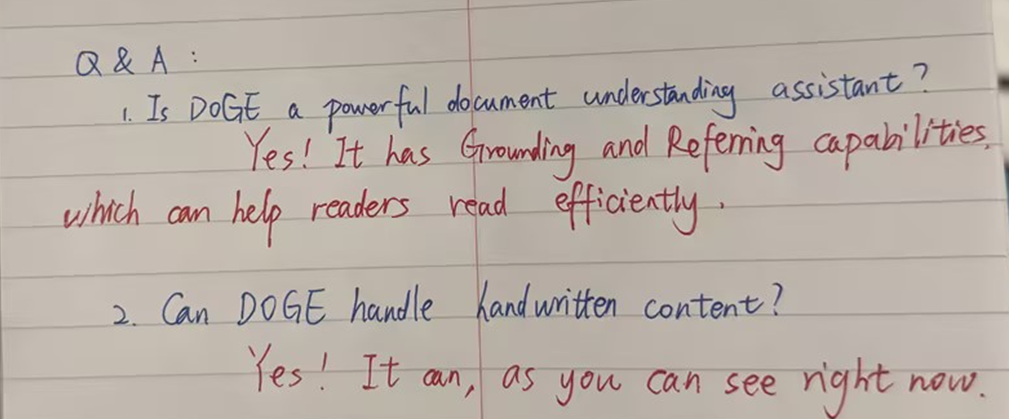 Q & A :
1. Is DOGE a powerful document understanding assistant?
Yes! It has Grounding and Referring capabilities,
which can help readers read efficiently.
2. Can DOGE handle handwritten content?
Yes! It can, as you can see right now.